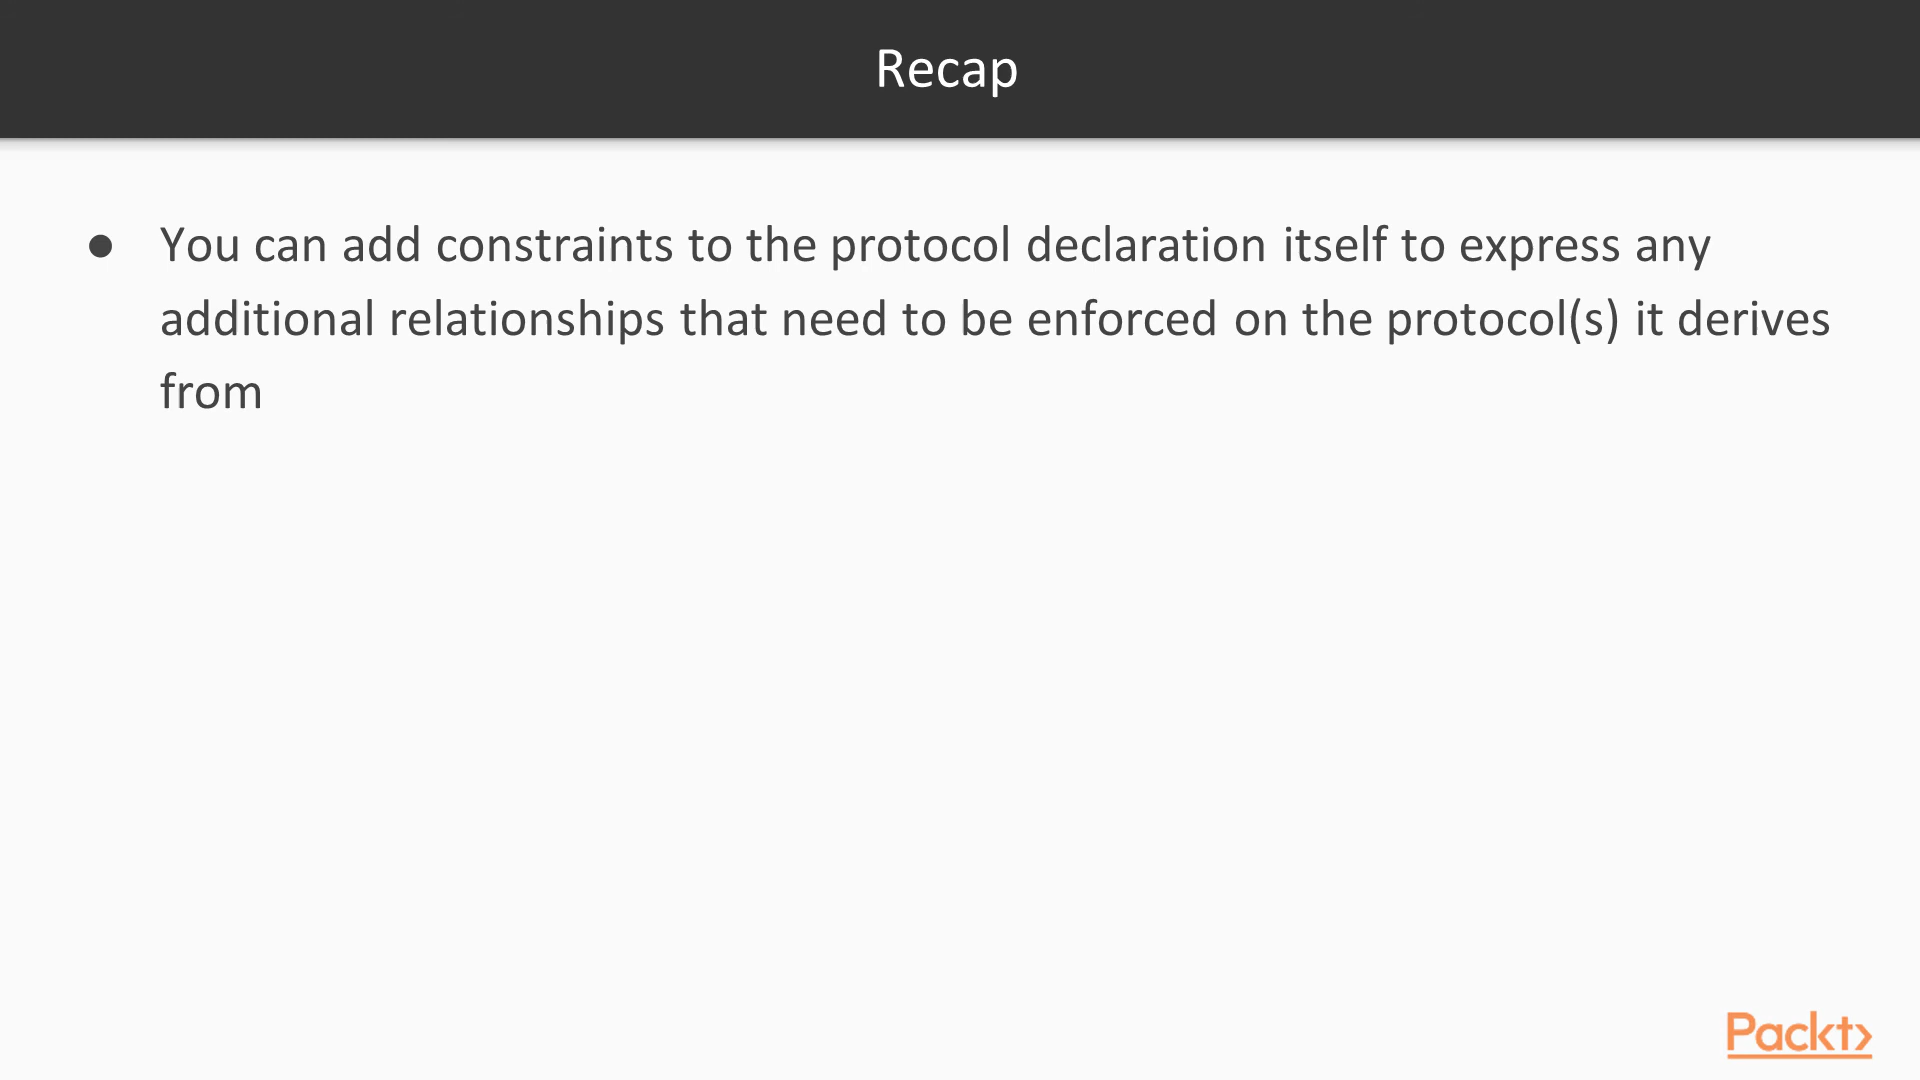 Recap
● You can add constraints to the protocol declaration itself to express any
additional relationships that need to be enforced on the protocol(s) it derives
from
Packt>